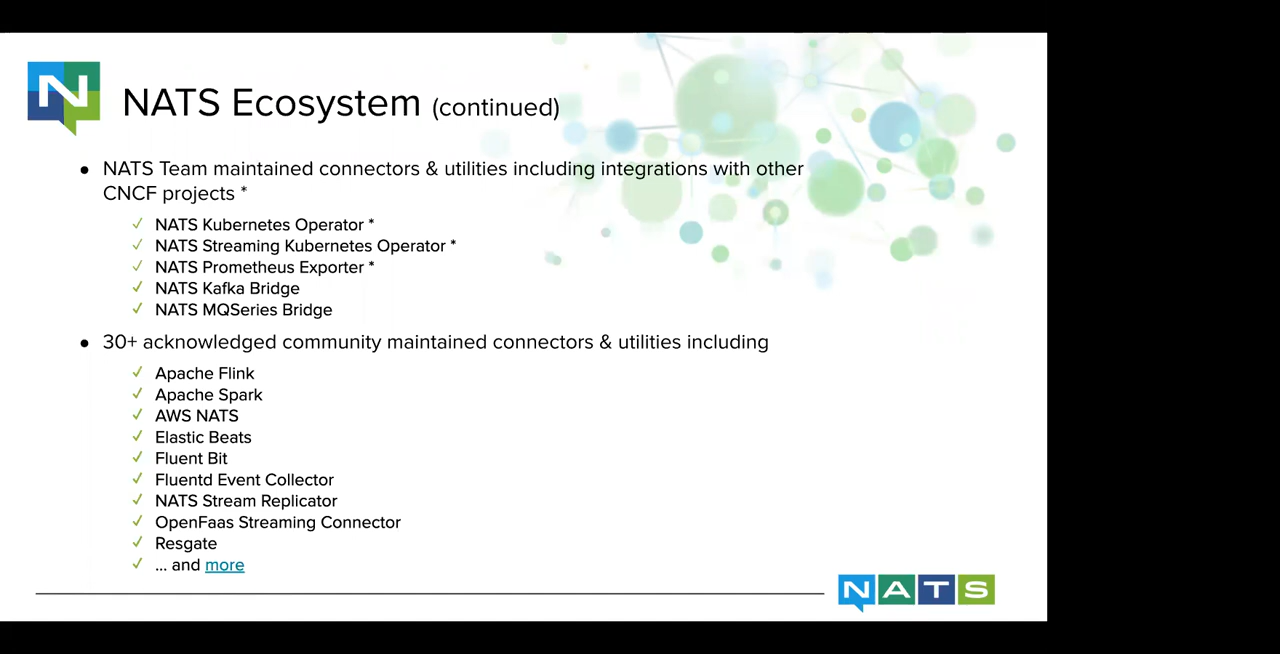 N
NATS Ecosystem (continued)
● NATS Team maintained connectors & utilities including integrations with other
CNCF projects *
✓ NATS Kubernetes Operator *
✓ NATS Streaming Kubernetes Operator *
✓ NATS Prometheus Exporter *
✓ NATS Kafka Bridge
✓ NATS MQSeries Bridge
● 30+ acknowledged community maintained connectors & utilities including
✓ Apache Flink
✓ Apache Spark
✓ AWS NATS
✓ Elastic Beats
✓ Fluent Bit
✓ Fluentd Event Collector
✓ NATS Stream Replicator
✓ OpenFaas Streaming Connector
✓ Resgate
✓ ... and more
NATS